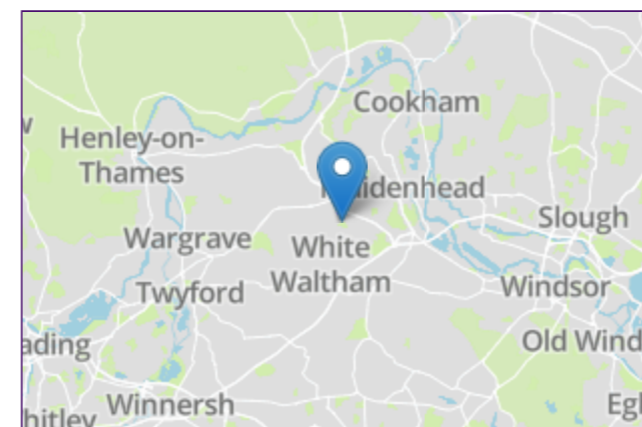 Cookham
Henley-on-
Thames
idenhead
Slough
Wargrave
White
Waltham
Windsor
Twyford
Old Wind
ading
Winnersh
Egl
hitley